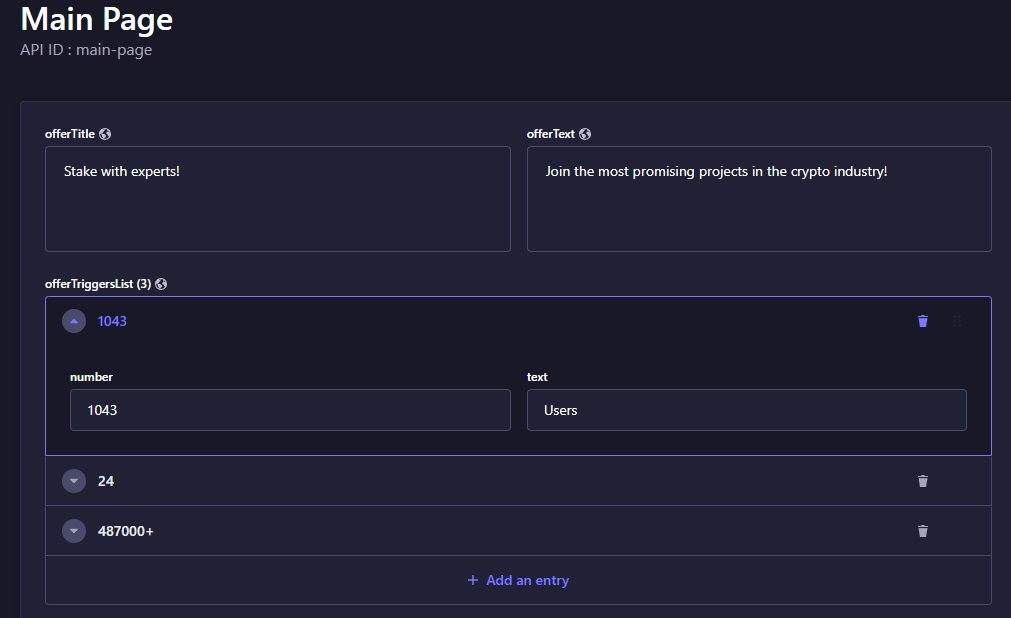 Main Page
API ID : main-page
offerTitle
offerText
Stake with experts!
Join the most promising projects in the crypto industry!
offerTriggersList (3)
1043
number
text
1043
Users
24
487000+
+ Add an entry